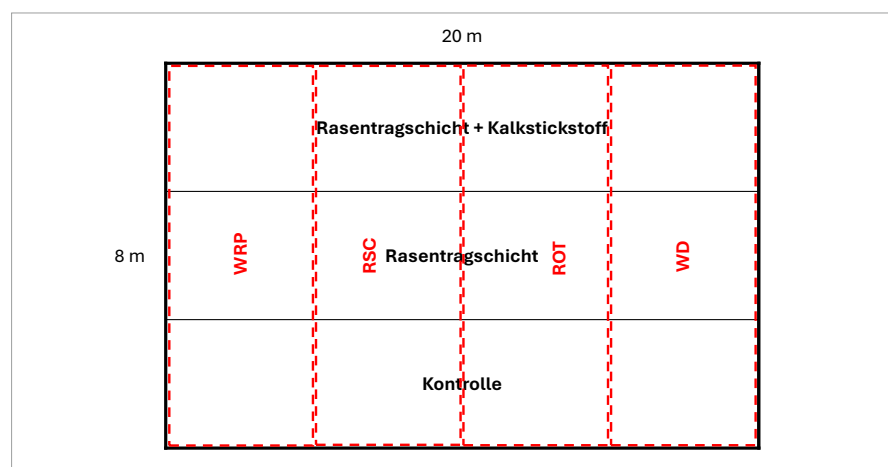 20 m
Rasentragschicht + Kalkstickstoff
8 m
WRP
RSC
Rasentragschicht
ROT
WD
Kontrolle